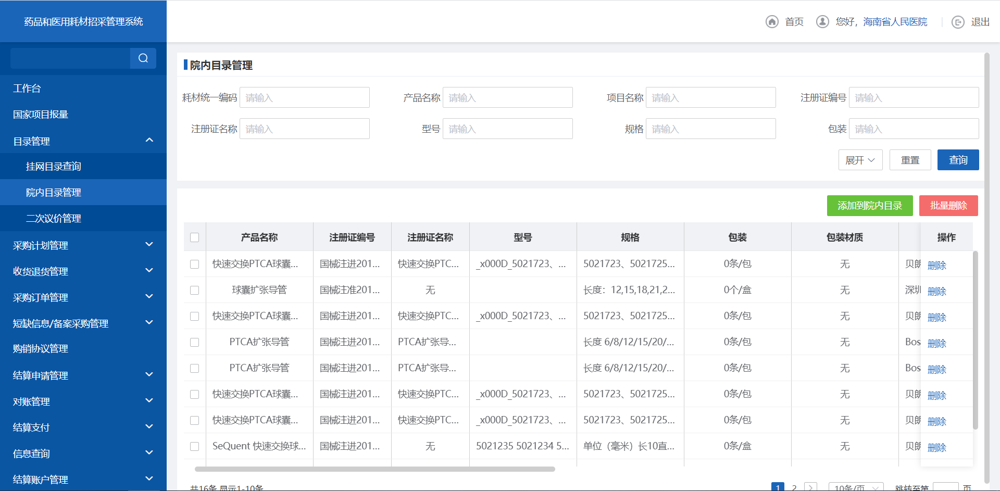 药品和医用耗材招采管理系统
首页
您好，海南省人民医院
退出
工作台
国家项目报量
目录管理
挂网目录查询
院内目录管理
二次议价管理
采购计划管理
收货退货管理
采购订单管理
短缺信息/备案采购管理
购销协议管理
结算申请管理
对账管理
结算支付
信息查询
结算账户管理
院内目录管理
耗材统一编码 请输入 产品名称 请输入 项目名称 请输入 注册证编号 请输入
注册证名称 请输入 型号 请输入 规格 请输入 包装 请输入
展开 重置 查询
添加到院内目录 批量删除
产品名称 注册证编号 注册证名称 型号 规格 包装 包装材质 操作
快速交换PTCA球囊... 国械注进201... 快速交换PTC... _x000D_5021723、... 5021723、5021725... 0条/包 无 贝朗 删除
球囊扩张导管 国械注准201... 无 长度：12,15,18,21,2... 0个/盒 无 深圳 删除
快速交换PTCA球囊... 国械注进201... 快速交换PTC... _x000D_5021723、... 5021723、5021725... 0条/包 无 贝朗 删除
PTCA扩张导管 国械注进201... PTCA扩张导... 长度 6/8/12/15/20/... 0条/包 无 Bos 删除
PTCA扩张导管 国械注进201... PTCA扩张导... 长度 6/8/12/15/20/... 0条/包 无 Bos 删除
快速交换PTCA球囊... 国械注进201... 快速交换PTC... _x000D_5021723、... 5021723、5021725... 0条/包 无 贝朗 删除
快速交换PTCA球囊... 国械注进201... 快速交换PTC... _x000D_5021723、... 5021723、5021725... 0条/包 无 贝朗 删除
SeQuent 快速交换球... 国械注进201... 无 5021235 5021234 5... 单位（毫米）长10直... 0条/盒 无 贝朗 删除
共16条 显示1-10条 1 2 10条/页 跳转至第 页